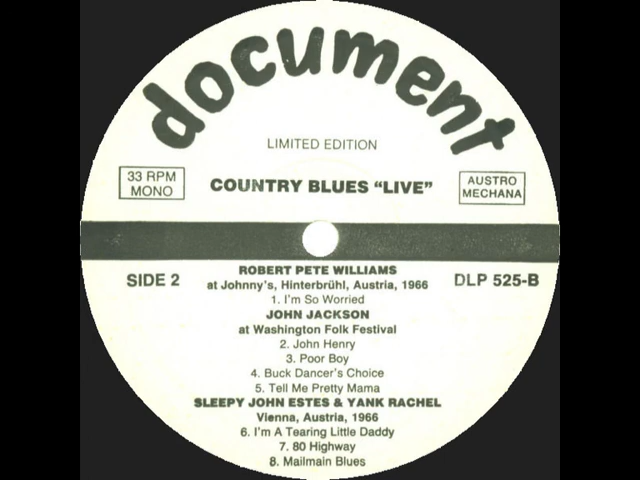 document
LIMITED EDITION
33 RPM
MONO
COUNTRY BLUES "LIVE"
AUSTRO
MECHANA
SIDE 2
DLP 525-B
ROBERT PETE WILLIAMS
at Johnny's, Hinterbrühl, Austria, 1966
1. I'm So Worried
JOHN JACKSON
at Washington Folk Festival
2. John Henry
3. Poor Boy
4. Buck Dancer's Choice
5. Tell Me Pretty Mama
SLEEPY JOHN ESTES & YANK RACHEL
Vienna, Austria, 1966
6. I'm A Tearing Little Daddy
7. 80 Highway
8. Mailmain Blues